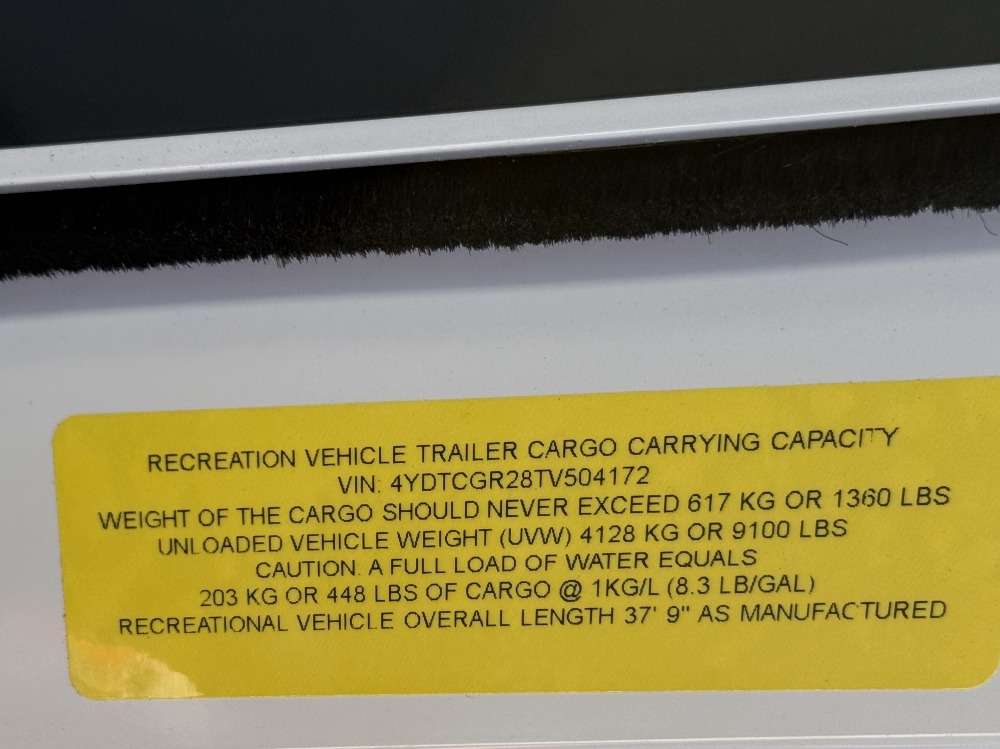 RECREATION VEHICLE TRAILER CARGO CARRYING CAPACITY
VIN: 4YDTCGR28TV504172
WEIGHT OF THE CARGO SHOULD NEVER EXCEED 617 KG OR 1360 LBS
UNLOADED VEHICLE WEIGHT (UVW) 4128 KG OR 9100 LBS
CAUTION: A FULL LOAD OF WATER EQUALS
203 KG OR 448 LBS OF CARGO @ 1KG/L (8.3 LB/GAL)
RECREATIONAL VEHICLE OVERALL LENGTH 37' 9" AS MANUFACTURED